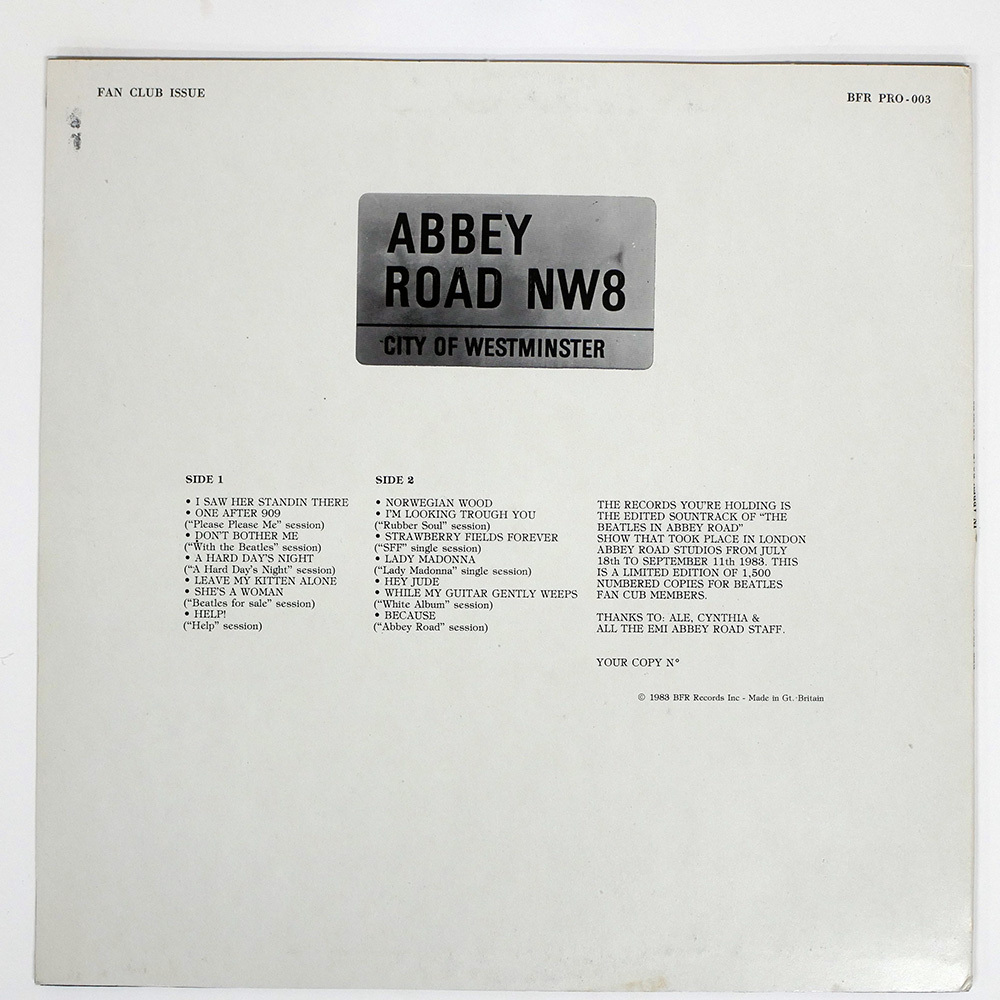 FAN CLUB ISSUE
BFR PRO-003
ABBEY
ROAD NW8
CITY OF WESTMINSTER
SIDE 1
• I SAW HER STANDIN THERE
• ONE AFTER 909
("Please Please Me" session)
• DON'T BOTHER ME
("With the Beatles" session)
• A HARD DAY'S NIGHT
("A Hard Day's Night" session)
• LEAVE MY KITTEN ALONE
• SHE'S A WOMAN
("Beatles for sale" session)
• HELP!
("Help" session)
SIDE 2
• NORWEGIAN WOOD
• I'M LOOKING TROUGH YOU
("Rubber Soul" session)
• STRAWBERRY FIELDS FOREVER
("SFF" single session)
• LADY MADONNA
("Lady Madonna" single session)
• HEY JUDE
• WHILE MY GUITAR GENTLY WEEPS
("White Album" session)
• BECAUSE
("Abbey Road" session)
THE RECORDS YOU'RE HOLDING IS
THE EDITED SOUNTRACK OF "THE
BEATLES IN ABBEY ROAD"
SHOW THAT TOOK PLACE IN LONDON
ABBEY ROAD STUDIOS FROM JULY
18th TO SEPTEMBER 11th 1983. THIS
IS A LIMITED EDITION OF 1,500
NUMBERED COPIES FOR BEATLES
FAN CUB MEMBERS.
THANKS TO: ALE, CYNTHIA &
ALL THE EMI ABBEY ROAD STAFF.
YOUR COPY N°
© 1983 BFR Records Inc - Made in Gt. Britain